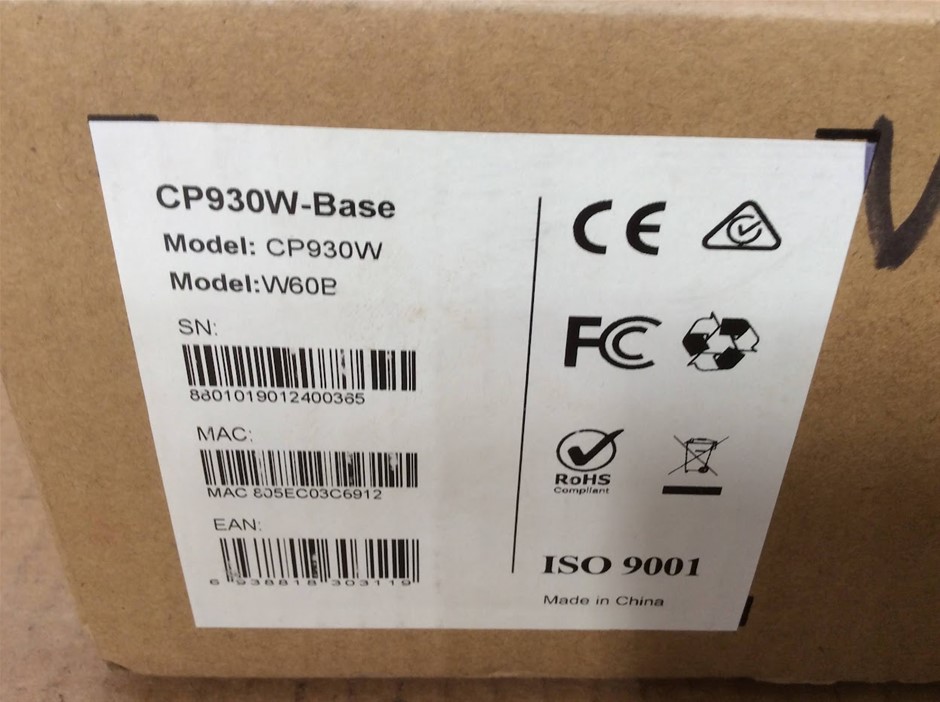 CP930W-Base
Model: CP930W
Model:W60B
SN:
8801019012400365
MAC:
MAC 805EC03C6912
EAN:
6 938818 303119
CE
FC
RoHS
Compliant
ISO 9001
Made in China